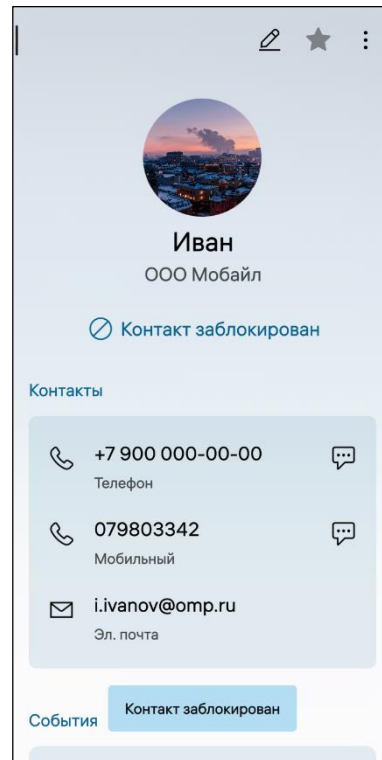 Иван
ООО Мобайл
Контакт заблокирован
Контакты
+7 900 000-00-00
Телефон
079803342
Мобильный
i.ivanov@omp.ru
Эл. почта
События
Контакт заблокирован